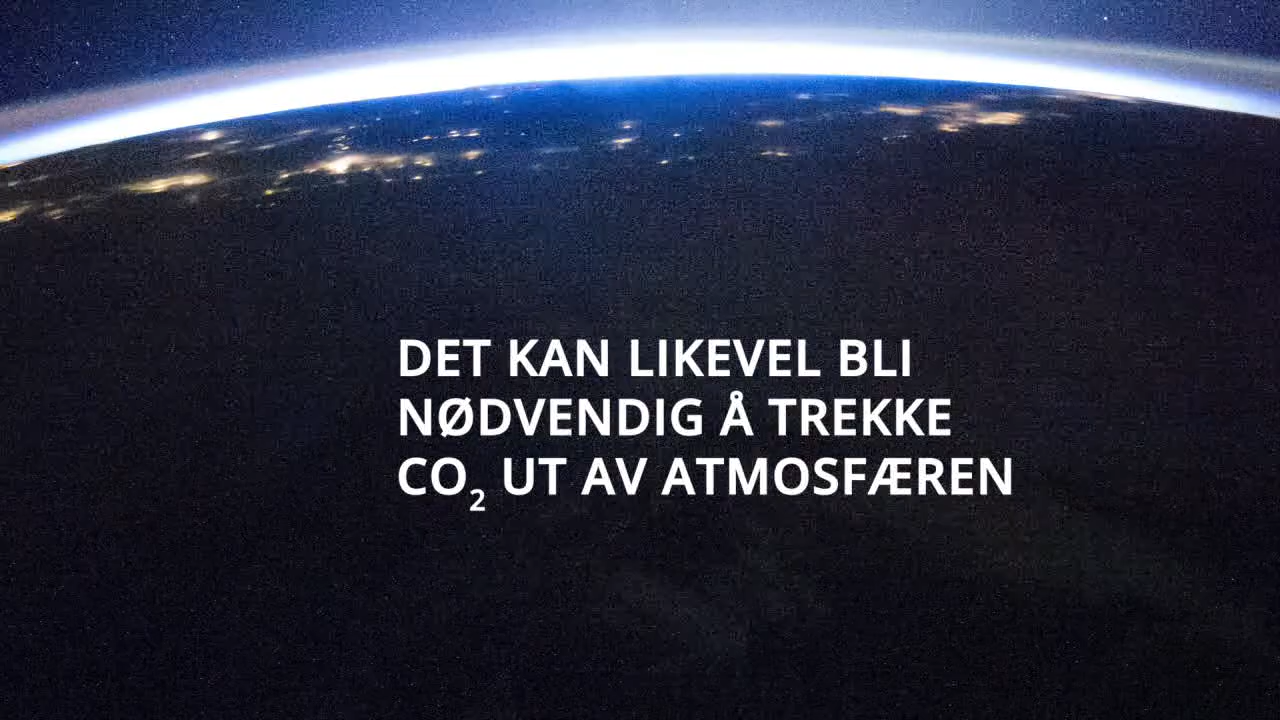 DET KAN LIKEVEL BLI
NØDVENDIG Å TREKKE
CO₂ UT AV ATMOSFÆREN